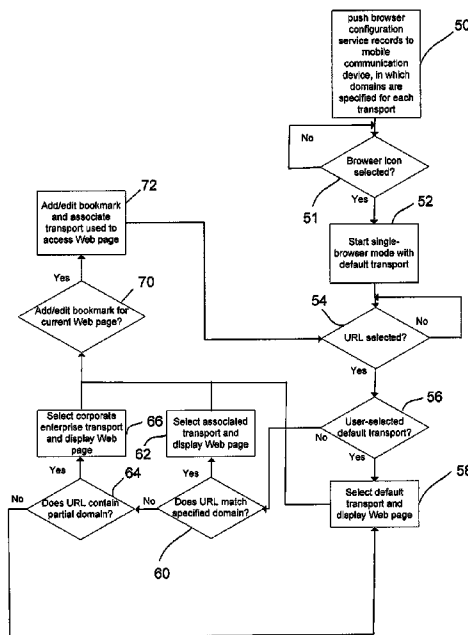 push browser
configuration
service records to
mobile
communication
device, in which
domains are
specified for each
transport
50
No
Browser icon
selected?
51
Yes
52
Start single-
browser mode with
default transport
54
URL selected?
No
Yes
56
User-selected
default transport?
No
Yes
58
Select default
transport and
display Web page
72
Add/edit bookmark
and associate
transport used to
access Web page
Yes
70
Add/edit bookmark for
current Web page?
Select corporate
enterprise transport
and display Web
page
66
62
Select associated
transport and
display Web page
Yes
64
Yes
No
Does URL contain
partial domain?
No
Does URL match
specified domain?
60